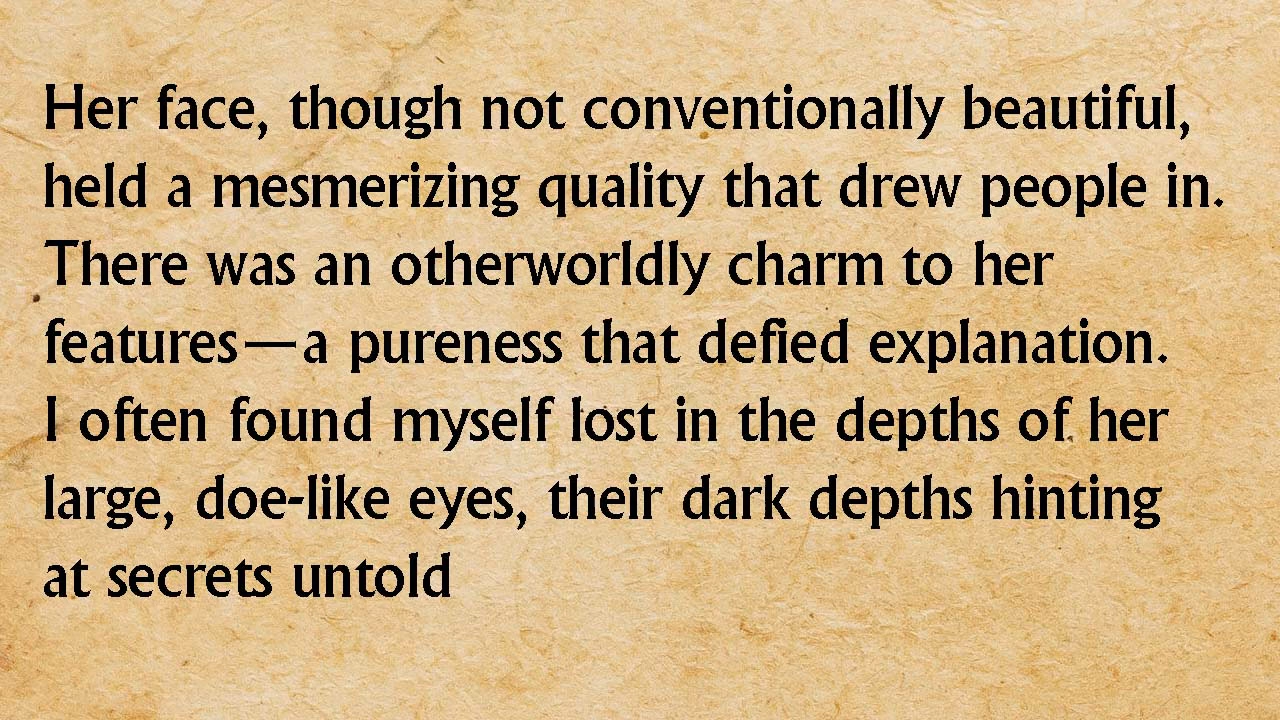 Her face, though not conventionally beautiful,
held a mesmerizing quality that drew people in.
There was an otherworldly charm to her
features—a pureness that defied explanation.
I often found myself lost in the depths of her
large, doe-like eyes, their dark depths hinting
at secrets untold